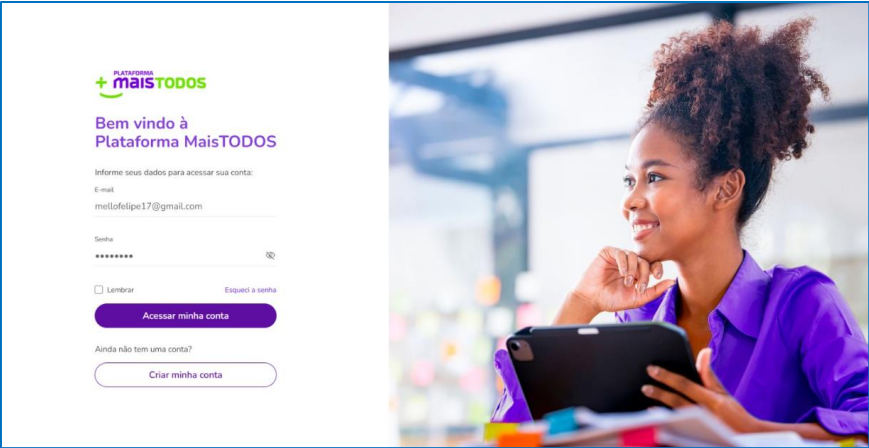 PLATAFORMA
+ maisTODOS
Bem vindo à
Plataforma MaisTODOS
Informe seus dados para acessar sua conta:
E-mail
mellofelipe17@gmail.com
Senha
••••••••
Lembrar
Esqueci a senha
Acessar minha conta
Ainda não tem uma conta?
Criar minha conta